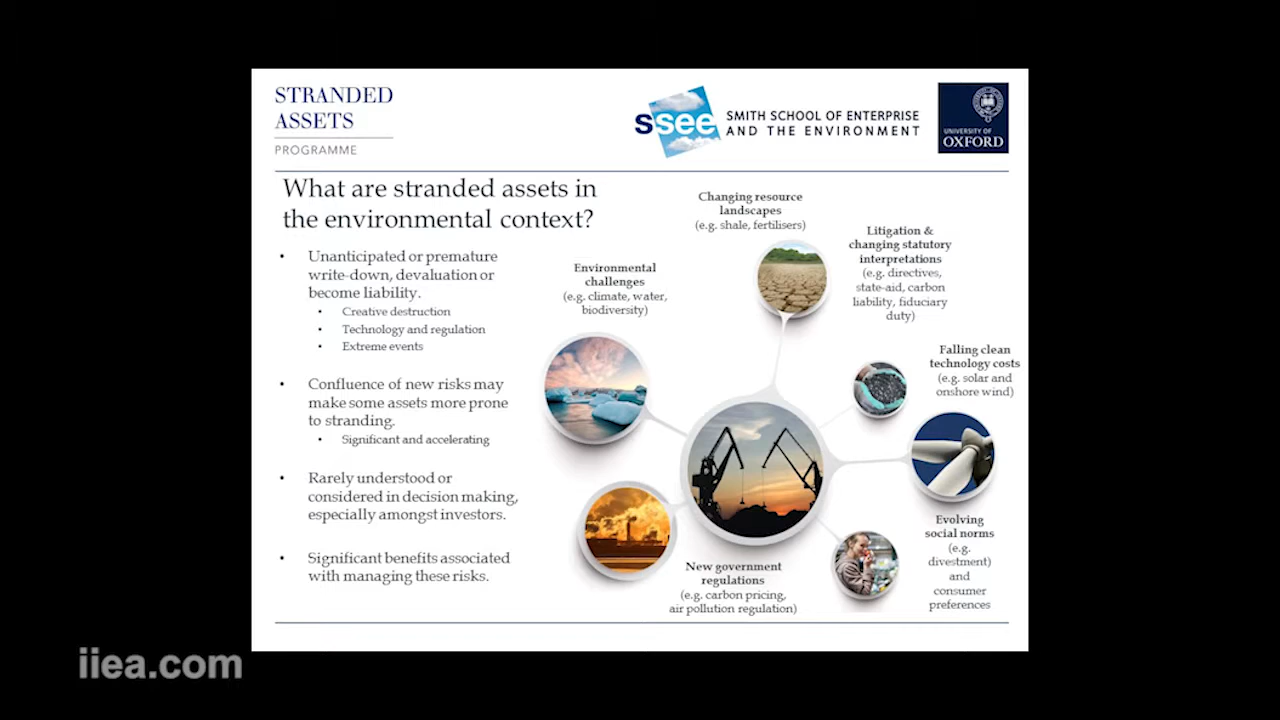 STRANDED
ASSETS
PROGRAMME
ssee
SMITH SCHOOL OF ENTERPRISE
AND THE ENVIRONMENT
UNIVERSITY OF
OXFORD
What are stranded assets in
the environmental context?
• Unanticipated or premature
write-down, devaluation or
become liability.
• Creative destruction
• Technology and regulation
• Extreme events
• Confluence of new risks may
make some assets more prone
to stranding.
• Significant and accelerating
• Rarely understood or
considered in decision making,
especially amongst investors.
• Significant benefits associated
with managing these risks.
Environmental
challenges
(e.g. climate, water,
biodiversity)
Changing resource
landscapes
(e.g. shale, fertilisers)
Litigation &
changing statutory
interpretations
(e.g. directives,
state-aid, carbon
liability, fiduciary
duty)
Falling clean
technology costs
(e.g. solar and
onshore wind)
Evolving
social norms
(e.g.
divestment)
and
consumer
preferences
New government
regulations
(e.g. carbon pricing,
air pollution regulation)
iiea.com